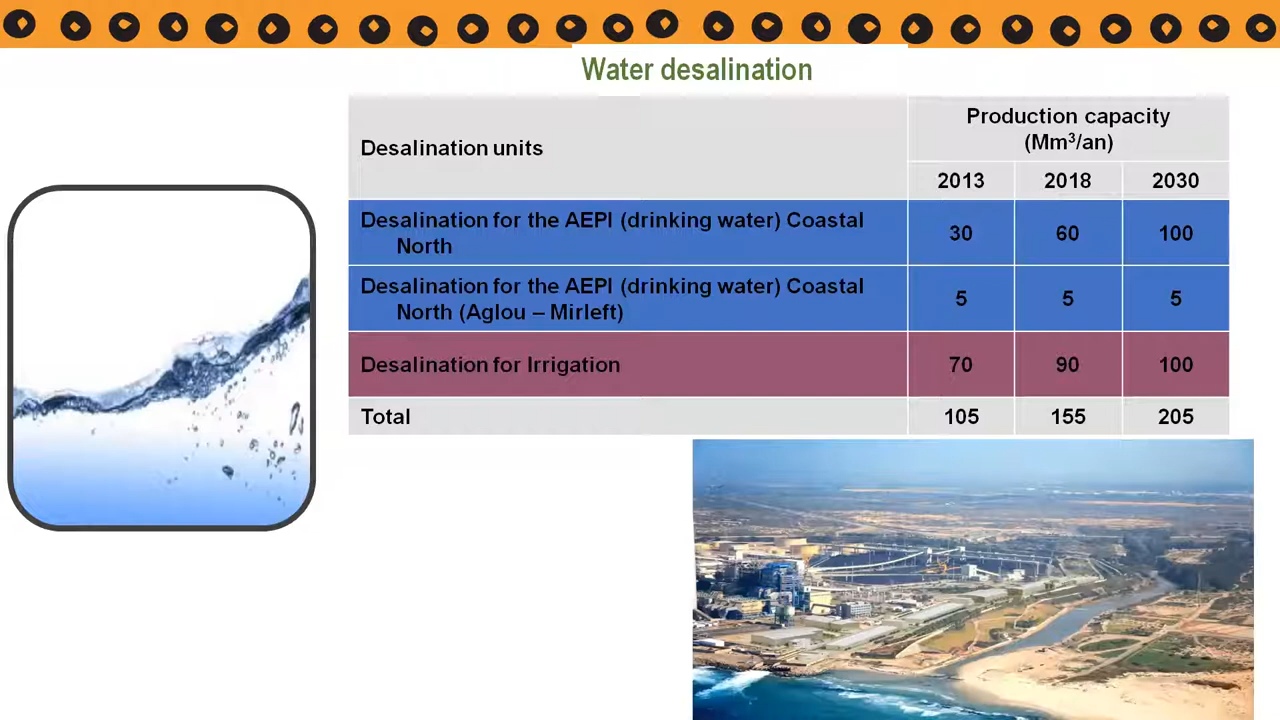 Water desalination
Desalination units
Production capacity
(Mm³/an)
2013 2018 2030
Desalination for the AEPI (drinking water) Coastal
North
30 60 100
Desalination for the AEPI (drinking water) Coastal
North (Aglou – Mirleft)
5 5 5
Desalination for Irrigation 70 90 100
Total 105 155 205